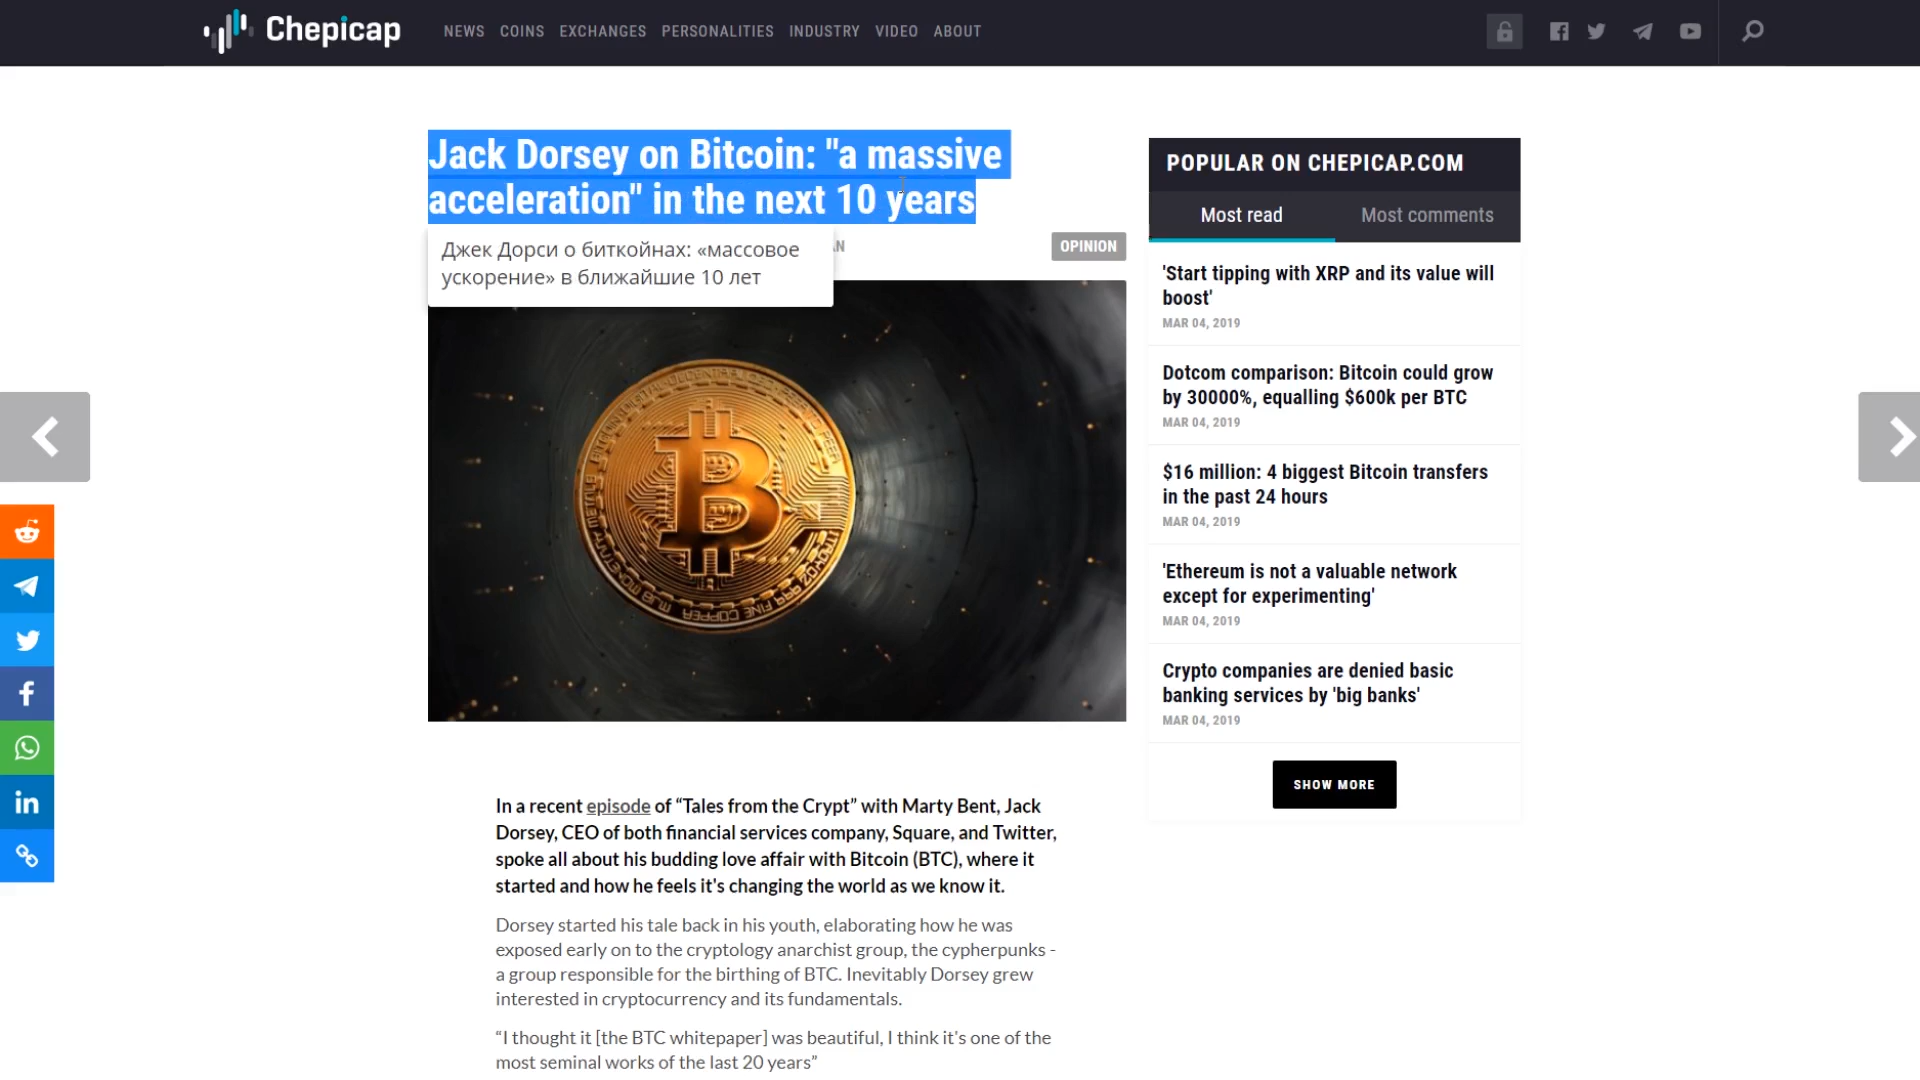 Chepicap
NEWS COINS EXCHANGES PERSONALITIES INDUSTRY VIDEO ABOUT
Jack Dorsey on Bitcoin: "a massive
acceleration" in the next 10 years
Джек Дорси о биткойнах: «массовое
ускорение» в ближайшие 10 лет
OPINION
In a recent episode of “Tales from the Crypt” with Marty Bent, Jack
Dorsey, CEO of both financial services company, Square, and Twitter,
spoke all about his budding love affair with Bitcoin (BTC), where it
started and how he feels it's changing the world as we know it.
Dorsey started his tale back in his youth, elaborating how he was
exposed early on to the cryptology anarchist group, the cypherpunks -
a group responsible for the birthing of BTC. Inevitably Dorsey grew
interested in cryptocurrency and its fundamentals.
“I thought it [the BTC whitepaper] was beautiful, I think it's one of the
most seminal works of the last 20 years”
POPULAR ON CHEPICAP.COM
Most read Most comments
'Start tipping with XRP and its value will
boost'
MAR 04, 2019
Dotcom comparison: Bitcoin could grow
by 30000%, equalling $600k per BTC
MAR 04, 2019
$16 million: 4 biggest Bitcoin transfers
in the past 24 hours
MAR 04, 2019
'Ethereum is not a valuable network
except for experimenting'
MAR 04, 2019
Crypto companies are denied basic
banking services by 'big banks'
MAR 04, 2019
SHOW MORE